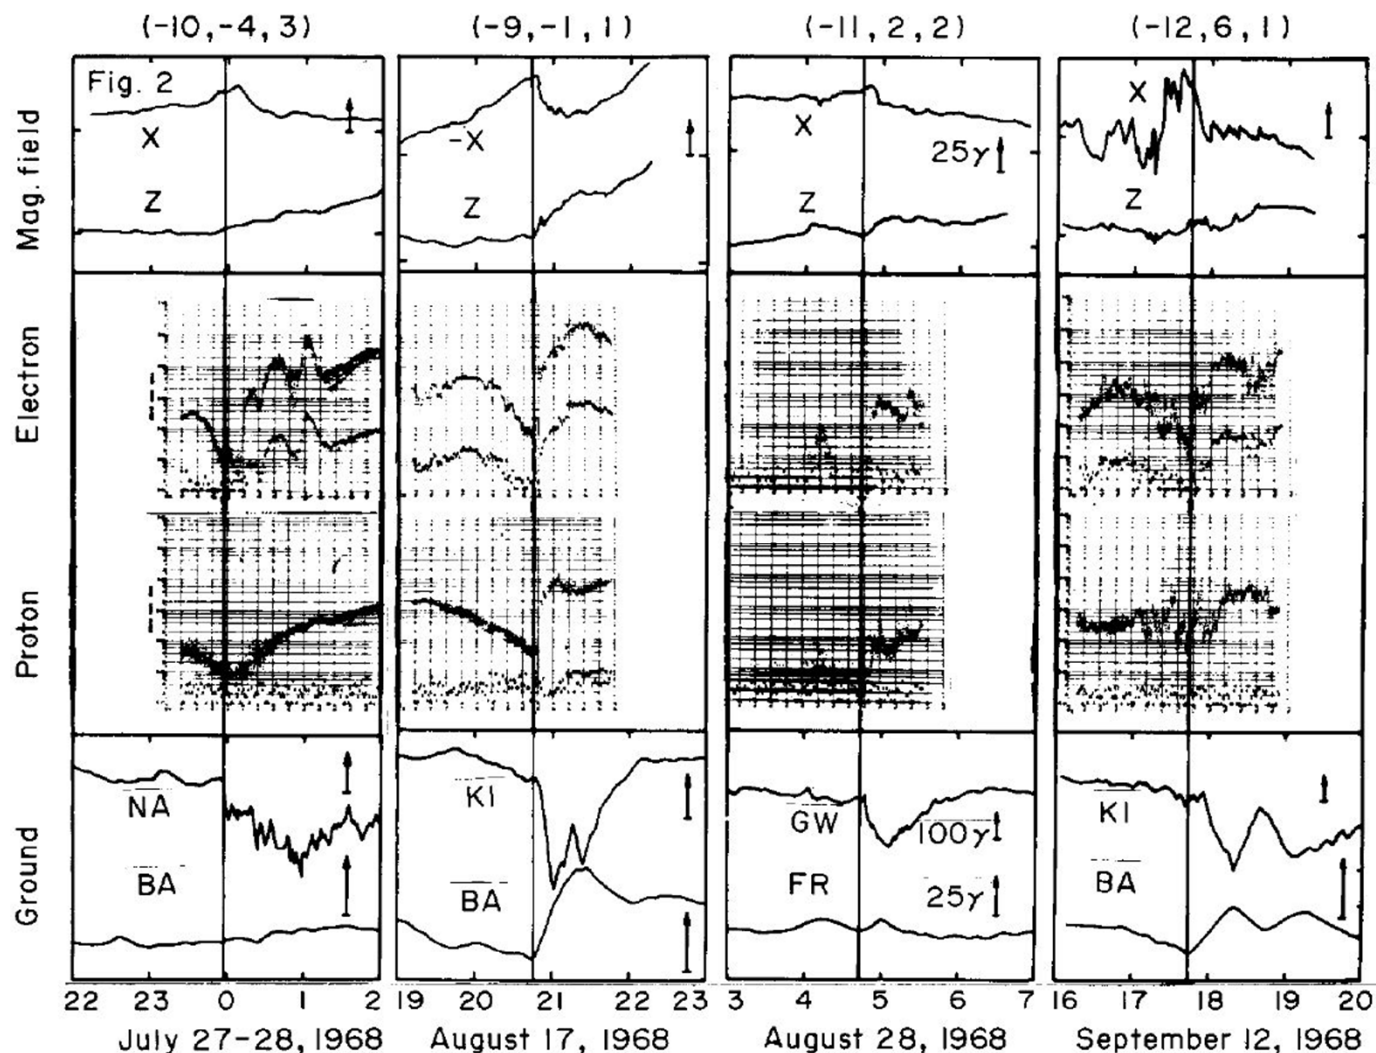 (-10,-4,3) (-9,-1,1) (-11,2,2) (-12,6,1)
Fig. 2
Mag. field
X -X X X
25γ
Z Z Z Z
Electron
Proton
Ground
NA KI GW KI
100γ
BA BA FR BA
25γ
22 23 0 1 2 19 20 21 22 23 3 4 5 6 7 16 17 18 19 20
July 27-28, 1968 August 17, 1968 August 28, 1968 September 12, 1968